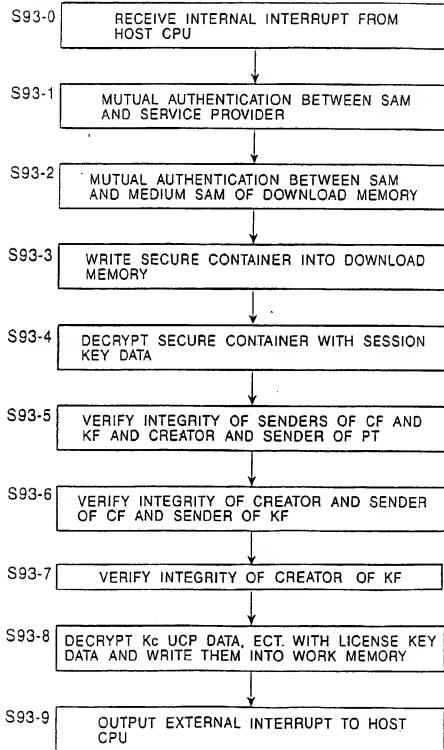 S93-0
RECEIVE INTERNAL INTERRUPT FROM
HOST CPU
S93-1
MUTUAL AUTHENTICATION BETWEEN SAM
AND SERVICE PROVIDER
S93-2
MUTUAL AUTHENTICATION BETWEEN SAM
AND MEDIUM SAM OF DOWNLOAD MEMORY
S93-3
WRITE SECURE CONTAINER INTO DOWNLOAD
MEMORY
S93-4
DECRYPT SECURE CONTAINER WITH SESSION
KEY DATA
S93-5
VERIFY INTEGRITY OF SENDERS OF CF AND
KF AND CREATOR AND SENDER OF PT
S93-6
VERIFY INTEGRITY OF CREATOR AND SENDER
OF CF AND SENDER OF KF
S93-7
VERIFY INTEGRITY OF CREATOR OF KF
S93-8
DECRYPT Kc UCP DATA, ECT. WITH LICENSE KEY
DATA AND WRITE THEM INTO WORK MEMORY
S93-9
OUTPUT EXTERNAL INTERRUPT TO HOST
CPU